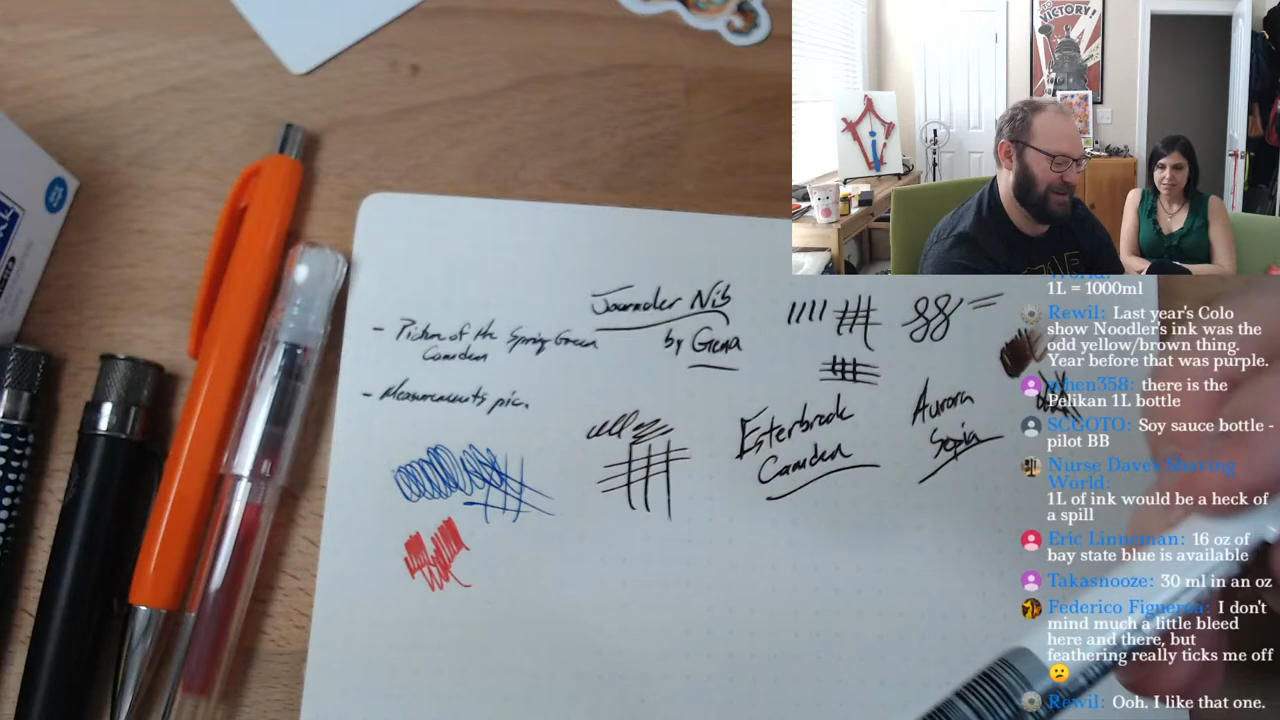 VICTORY!
Journaler Nib
by Gena
- Picture of the Spring Green
Camden
- Measurements pic.
Esterbrook
Camden
Aurora
Sepia
World:
1L = 1000ml
Rewil: Last year's Colo
show Noodler's ink was the
odd yellow/brown thing.
Year before that was purple.
there is the
Pelikan 1L bottle
SCGOTO: Soy sauce bottle -
pilot BB
Nurse Dave's Shaving
World:
1L of ink would be a heck of
a spill
Eric Linneman: 16 oz of
bay state blue is available
Takasnooze: 30 ml in an oz
Federico Figueroa: I don't
mind much a little bleed
here and there, but
feathering really ticks me off
Rewil: Ooh. I like that one.